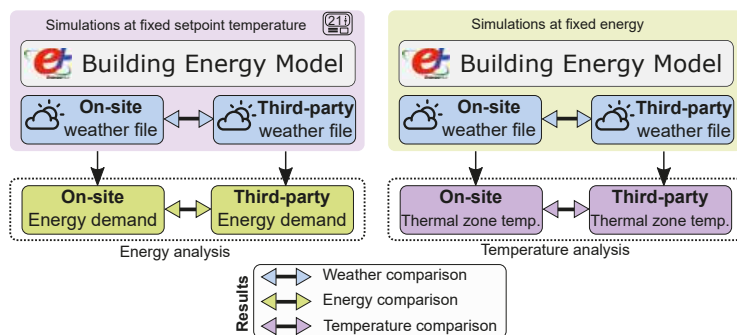 Simulations at fixed setpoint temperature
21
Building Energy Model
On-site
weather file
Third-party
weather file
On-site
Energy demand
Third-party
Energy demand
Energy analysis
Simulations at fixed energy
Building Energy Model
On-site
weather file
Third-party
weather file
On-site
Thermal zone temp.
Third-party
Thermal zone temp.
Temperature analysis
Results
Weather comparison
Energy comparison
Temperature comparison